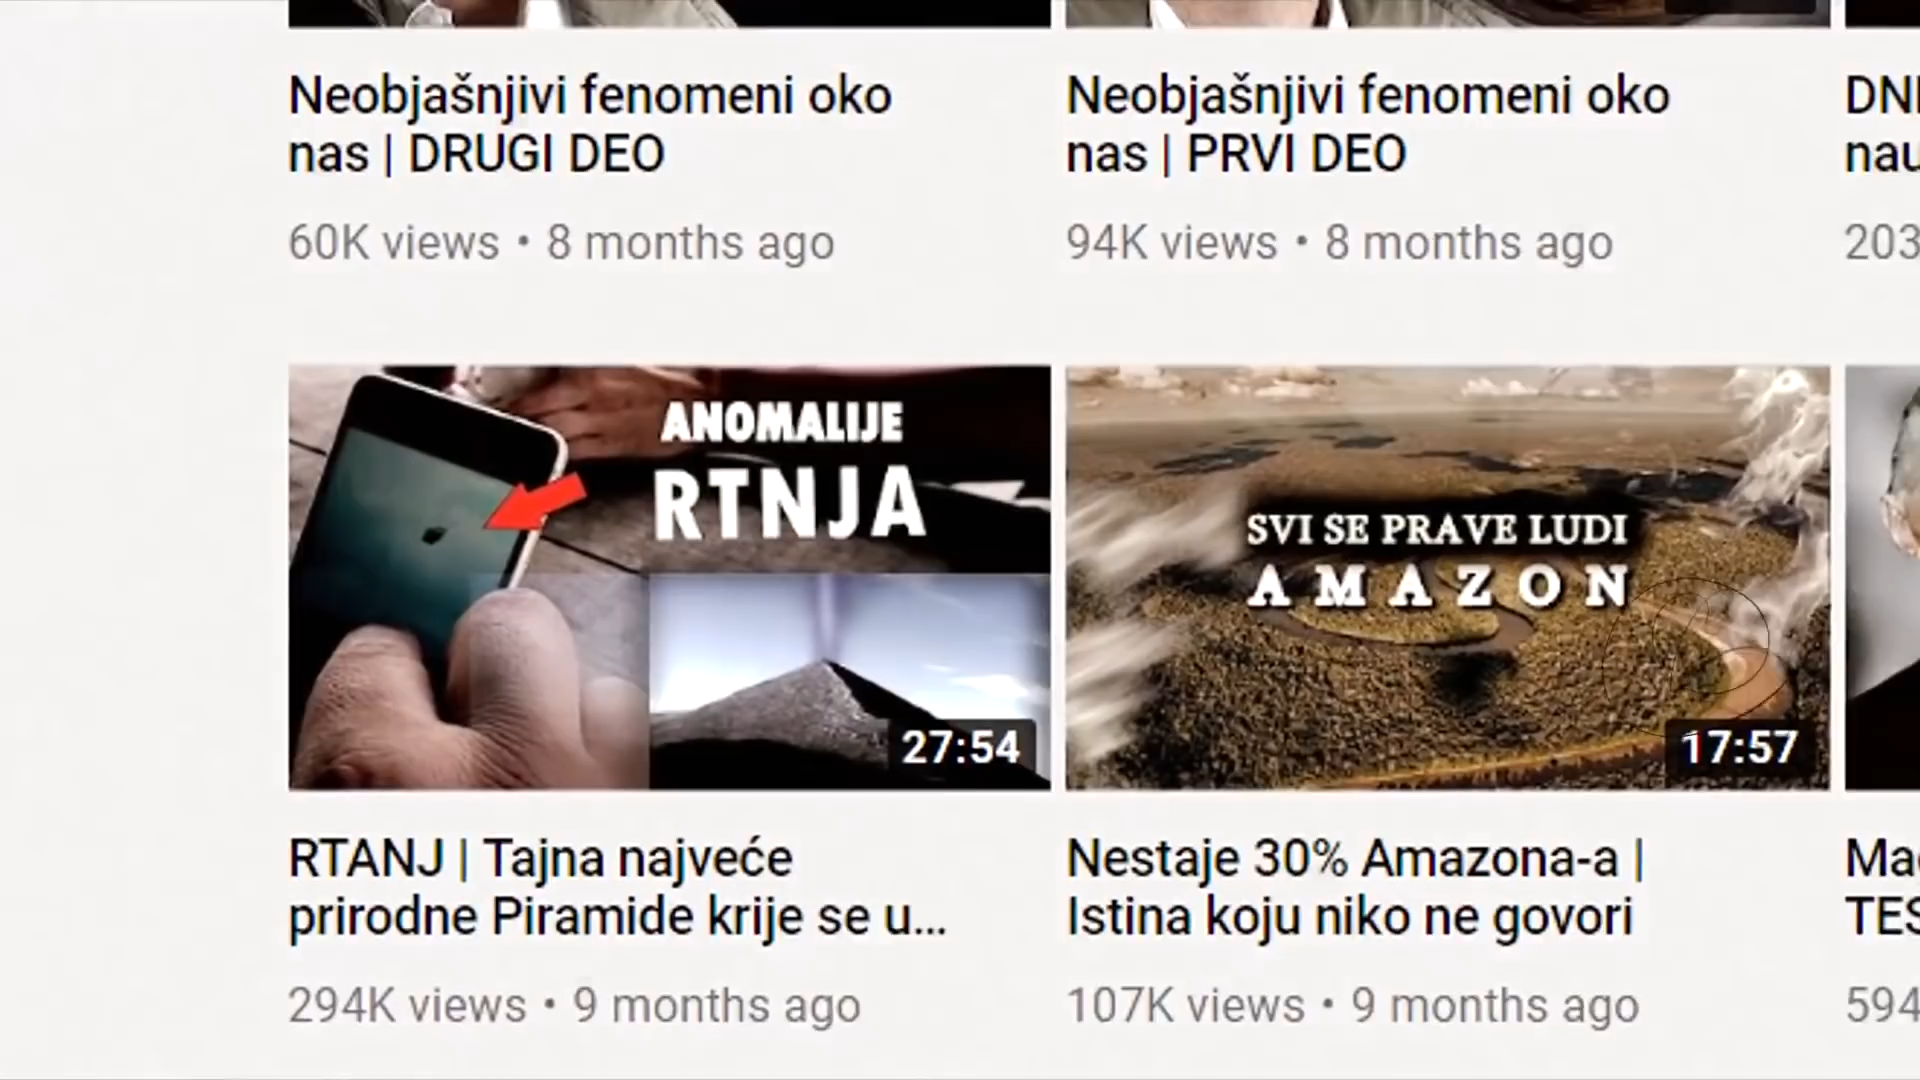 Neobjašnjivi fenomeni oko
nas | DRUGI DEO
60K views • 8 months ago
Neobjašnjivi fenomeni oko
nas | PRVI DEO
94K views • 8 months ago
203
ANOMALIJE
RTNJA
27:54
RTANJ | Tajna najveće
prirodne Piramide krije se u...
294K views • 9 months ago
SVI SE PRAVE LUDI
AMAZON
17:57
Nestaje 30% Amazona-a |
Istina koju niko ne govori
107K views • 9 months ago
594